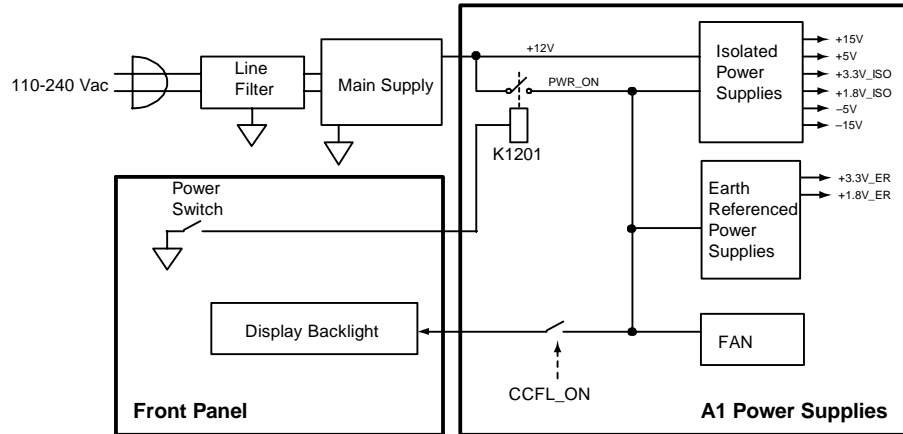 110-240 Vac
Line
Filter
Main Supply
+12V
PWR_ON
K1201
Isolated
Power
Supplies
+15V
+5V
+3.3V_ISO
+1.8V_ISO
–5V
–15V
Power
Switch
Earth
Referenced
Power
Supplies
+3.3V_ER
+1.8V_ER
Display Backlight
CCFL_ON
FAN
Front Panel
A1 Power Supplies